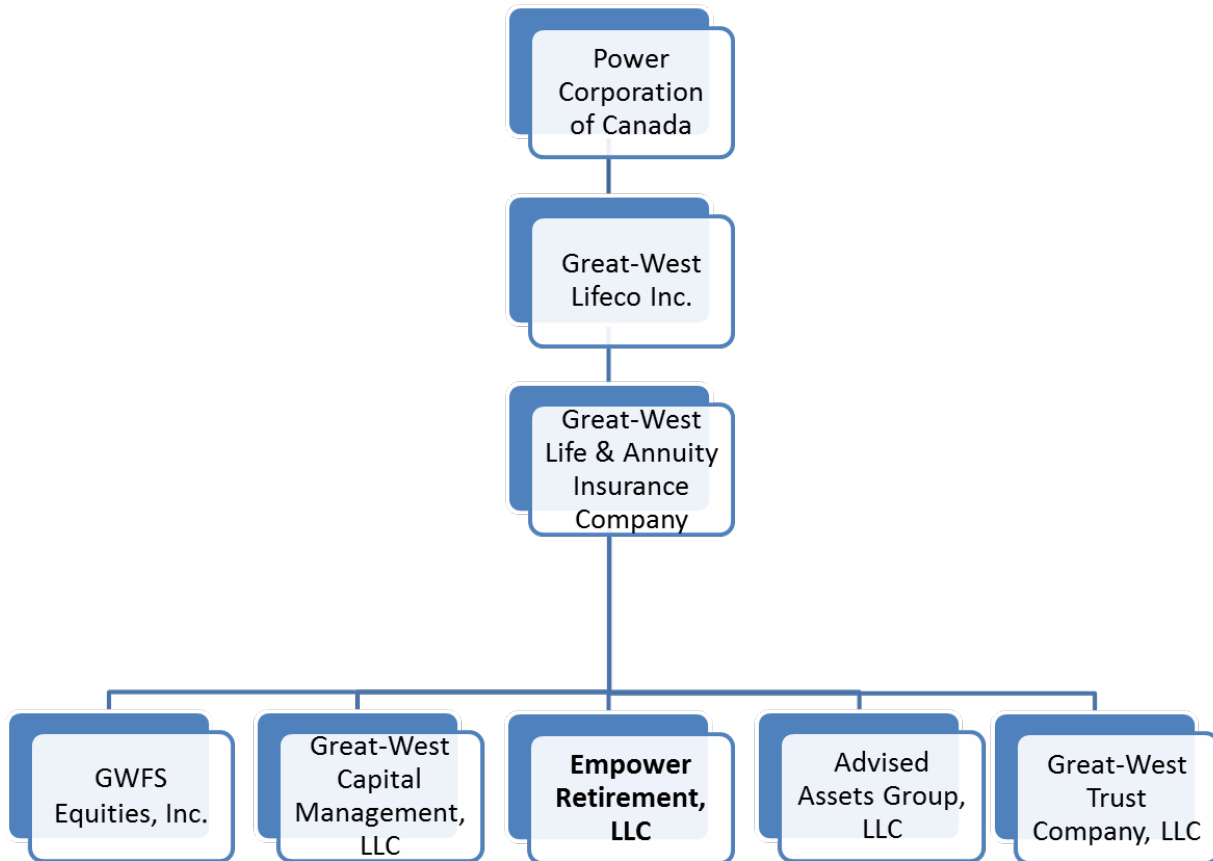 Power
Corporation
of Canada
Great-West
Lifeco Inc.
Great-West
Life & Annuity
Insurance
Company
GWFS
Equities, Inc.
Great-West
Capital
Management,
LLC
Empower
Retirement,
LLC
Advised
Assets Group,
LLC
Great-West
Trust
Company, LLC